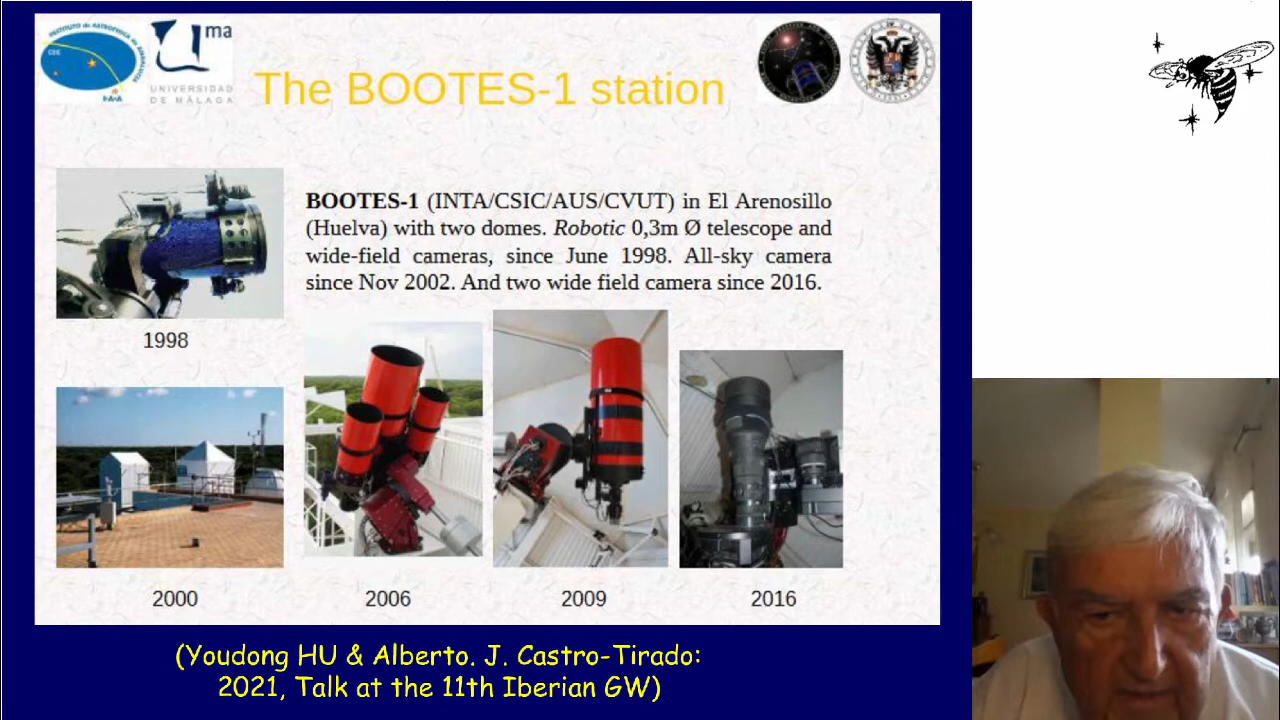 ma
UNIVERSIDAD
DE MÁLAGA
The BOOTES-1 station
BOOTES-1 (INTA/CSIC/AUS/CVUT) in El Arenosillo
(Huelva) with two domes. Robotic 0,3m Ø telescope and
wide-field cameras, since June 1998. All-sky camera
since Nov 2002. And two wide field camera since 2016.
1998
2000
2006
2009
2016
(Youdong HU & Alberto. J. Castro-Tirado:
2021, Talk at the 11th Iberian GW)